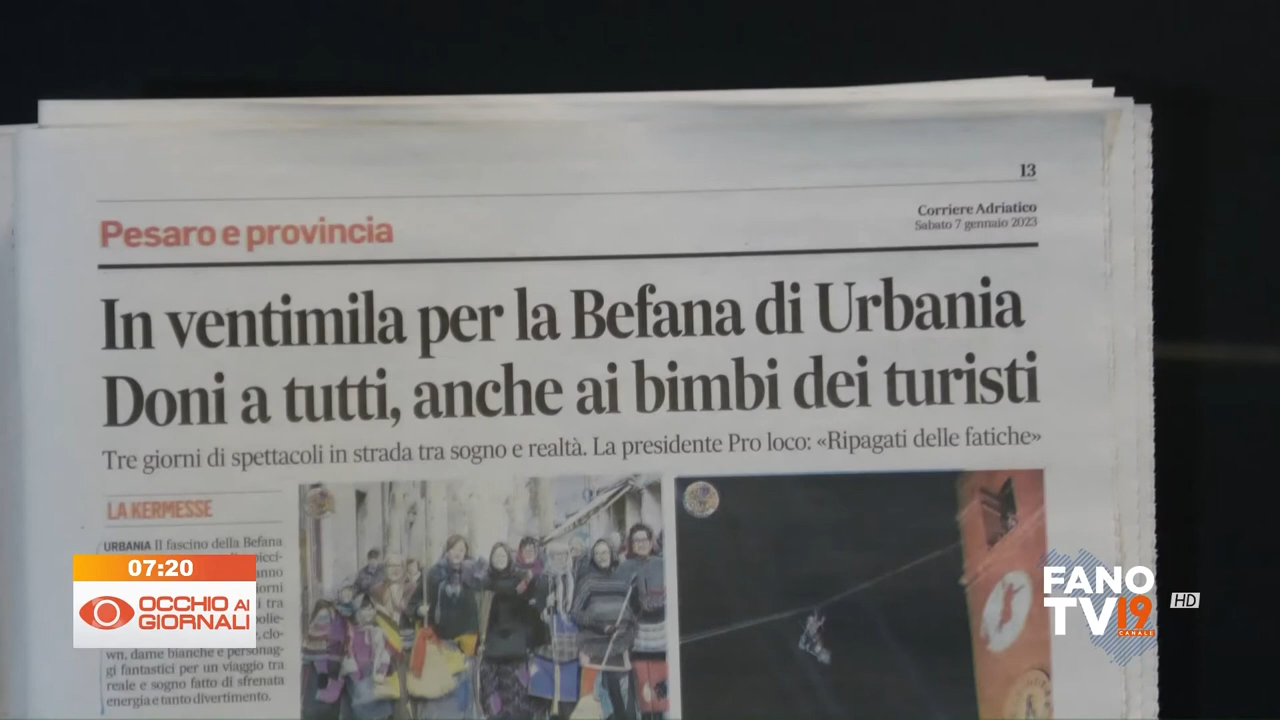 13
Corriere Adriatico
Sabato 7 gennaio 2023
Pesaro e provincia
In ventimila per la Befana di Urbania
Doni a tutti, anche ai bimbi dei turisti
Tre giorni di spettacoli in strada tra sogno e realtà. La presidente Pro loco: «Ripagati delle fatiche»
LA KERMESSE
URBANIA Il fascino della Befana
wn, dame bianche e personag-
gi fantastici per un viaggio tra
reale e sogno fatto di sfrenata
energia e tanto divertimento.
07:20
OCCHIO AI
GIORNALI
FANO
TV19
CANALE
HD